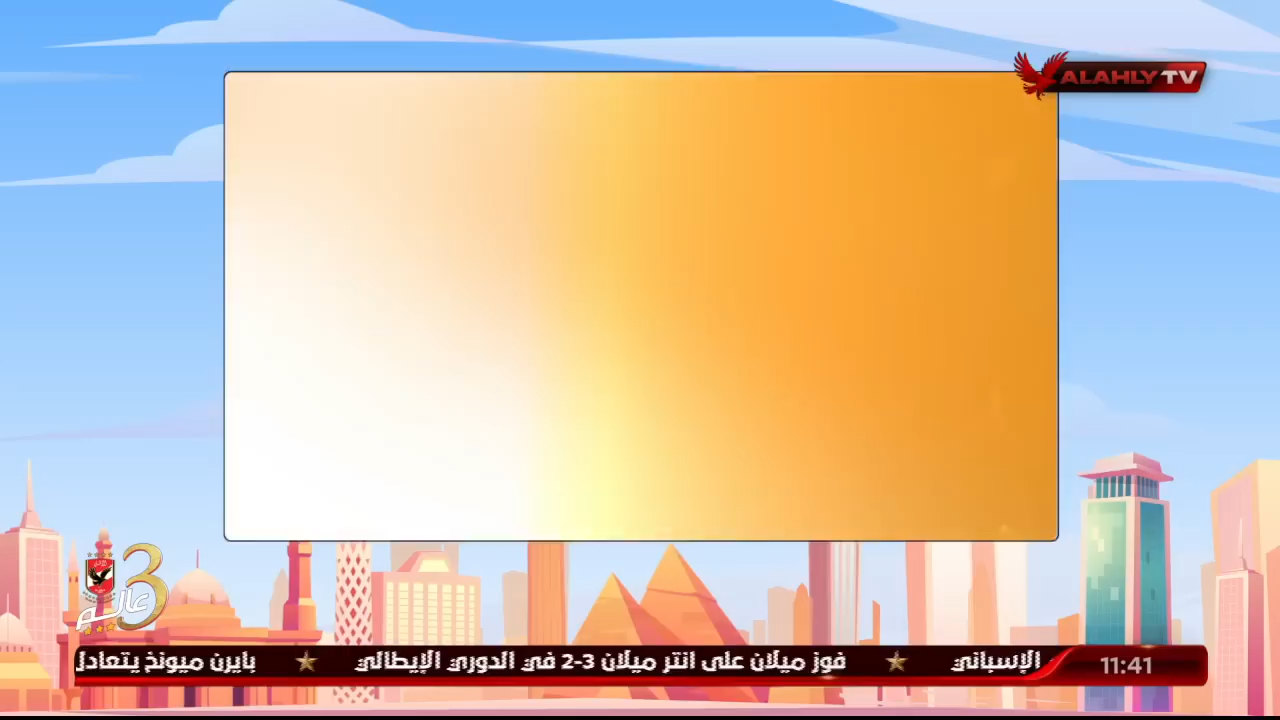 ALAHLY TV
3
عالم
الإسباني ★ فوز ميلان على انتر ميلان 3-2 في الدوري الإيطالي ★ بايرن ميونخ يتعادل
11:41